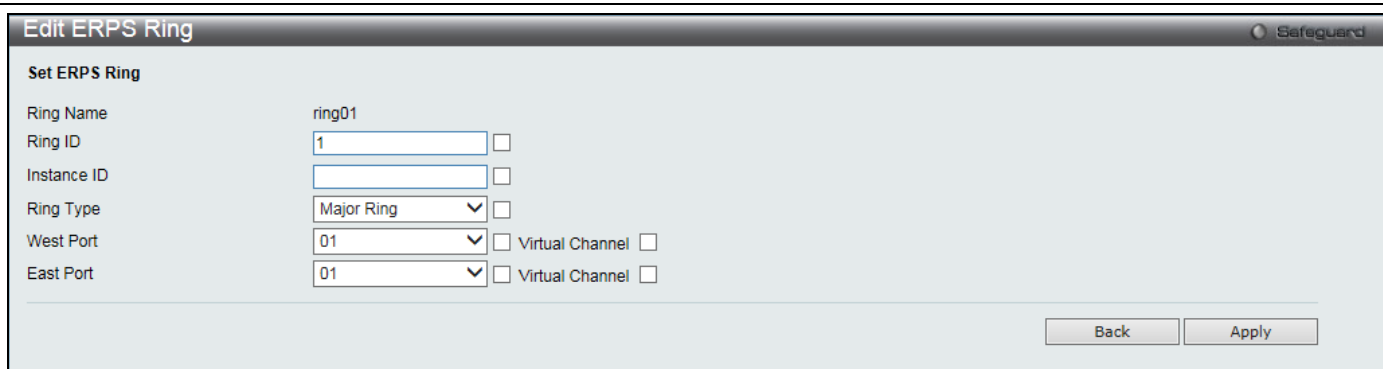 Edit ERPS Ring
Safeguard
Set ERPS Ring
Ring Name ring01
Ring ID 1
Instance ID
Ring Type Major Ring
West Port 01 Virtual Channel
East Port 01 Virtual Channel
Back Apply